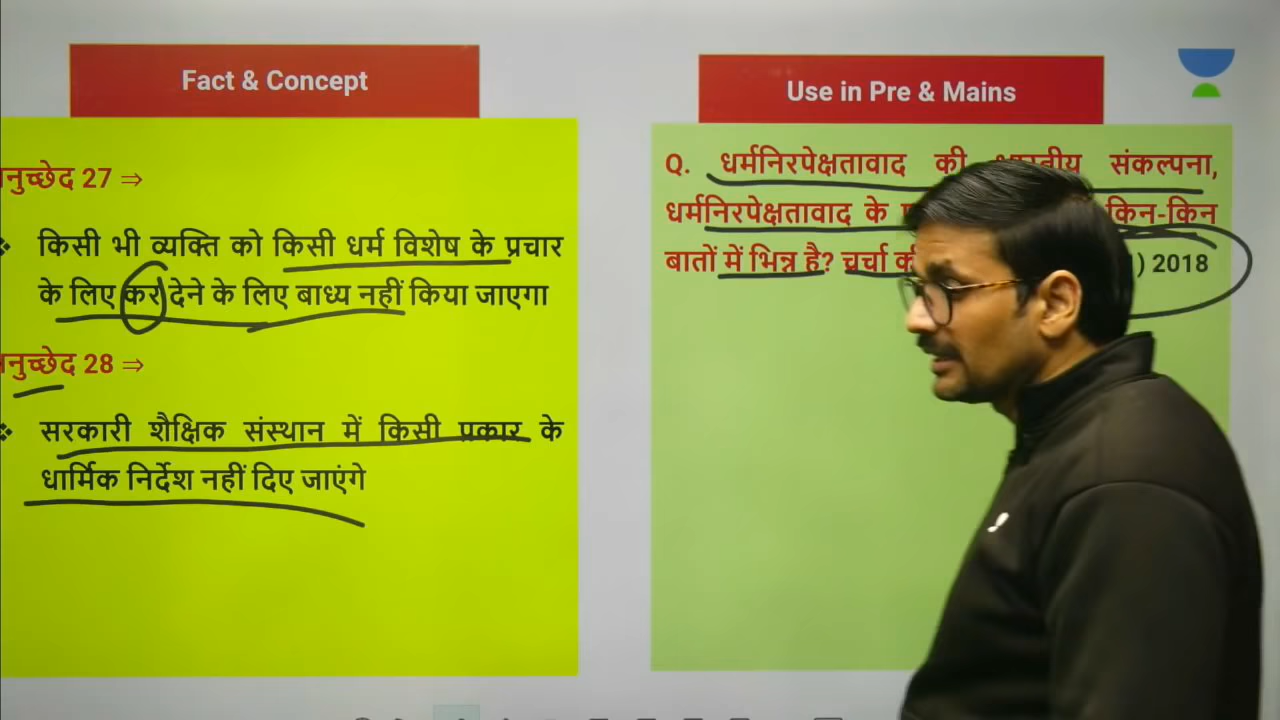 Fact & Concept
नुच्छेद 27 ⇒
किसी भी व्यक्ति को किसी धर्म विशेष के प्रचार
के लिए कर देने के लिए बाध्य नहीं किया जाएगा
नुच्छेद 28 ⇒
सरकारी शैक्षिक संस्थान में किसी प्रकार के
धार्मिक निर्देश नहीं दिए जाएंगे
Use in Pre & Mains
Q. धर्मनिरपेक्षतावाद की संकल्पना,
धर्मनिरपेक्षतावाद के किन-किन
बातों में भिन्न है? चर्चा ) 2018